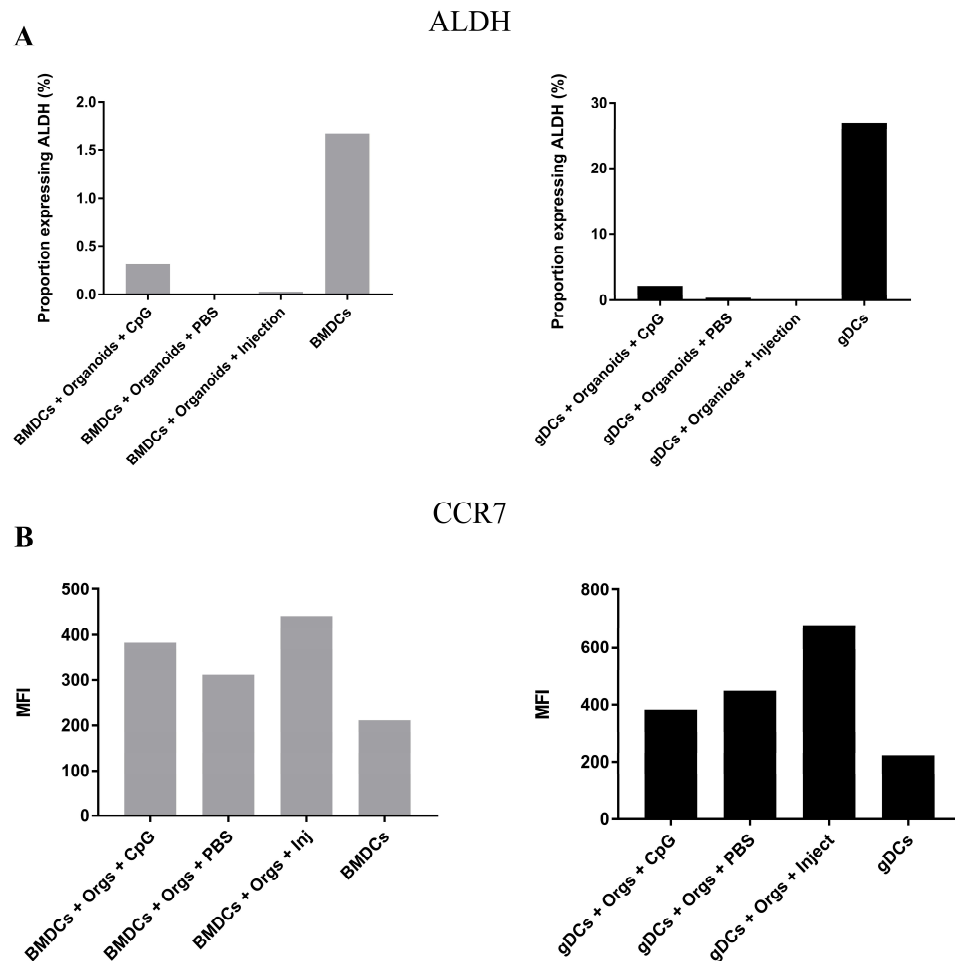 ALDH
A
Proportion expressing ALDH (%)
2.0
1.5
1.0
0.5
0.0
BMDCs + Organoids + CpG
BMDCs + Organoids + PBS
BMDCs + Organoids + Injection
BMDCs
Proportion expressing ALDH (%)
30
20
10
0
gDCs + Organoids + CpG
gDCs + Organoids + PBS
gDCs + Organiods + Injection
gDCs
CCR7
B
MFI
500
400
300
200
100
0
BMDCs + Orgs + CpG
BMDCs + Orgs + PBS
BMDCs + Orgs + Inj
BMDCs
MFI
800
600
400
200
0
gDCs + Orgs + CpG
gDCs + Orgs + PBS
gDCs + Orgs + Inject
gDCs